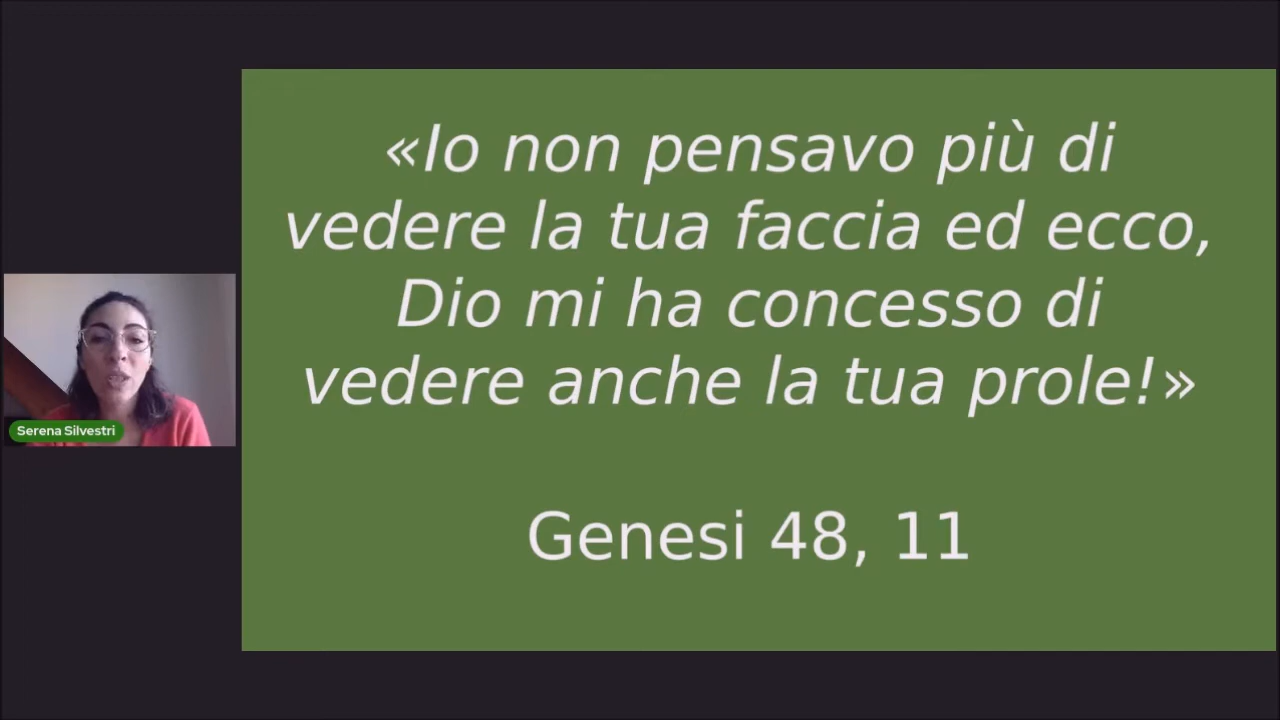 «Io non pensavo più di
vedere la tua faccia ed ecco,
Dio mi ha concesso di
vedere anche la tua prole!»
Genesi 48, 11
Serena Silvestri